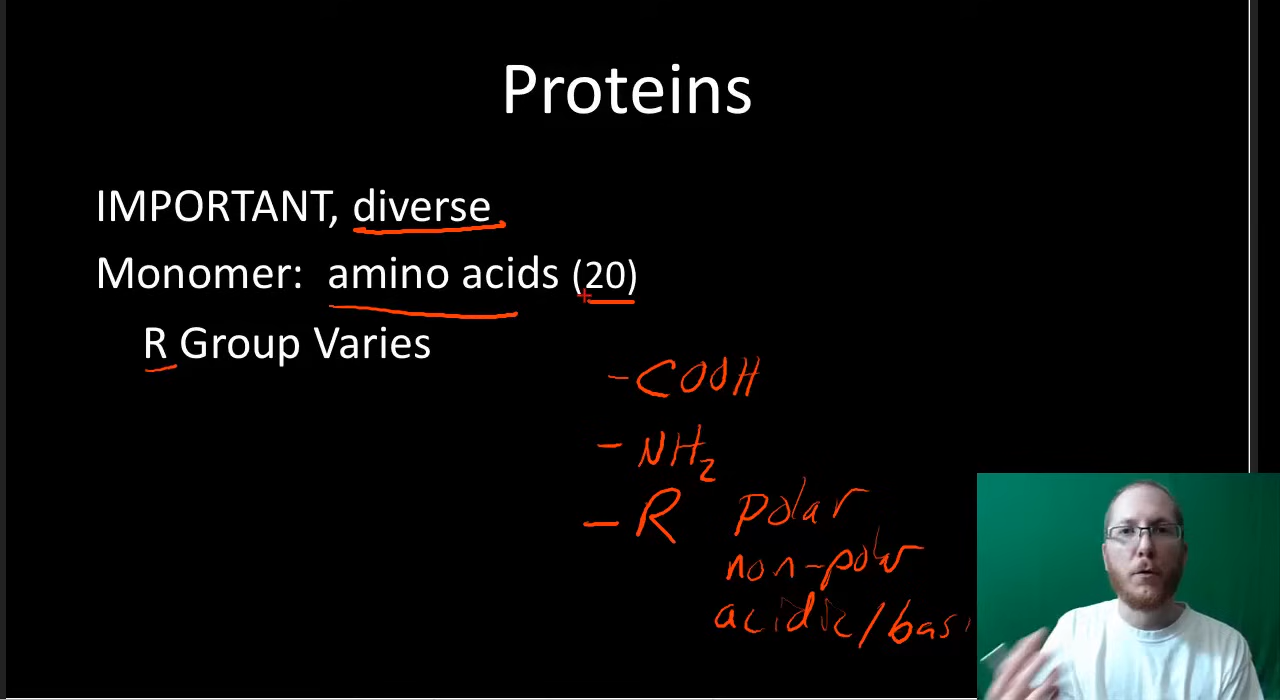 Proteins
IMPORTANT, diverse
Monomer: amino acids (20)
R Group Varies
-COOH
- NH₂
- R polar
non-polar
acidic/basi